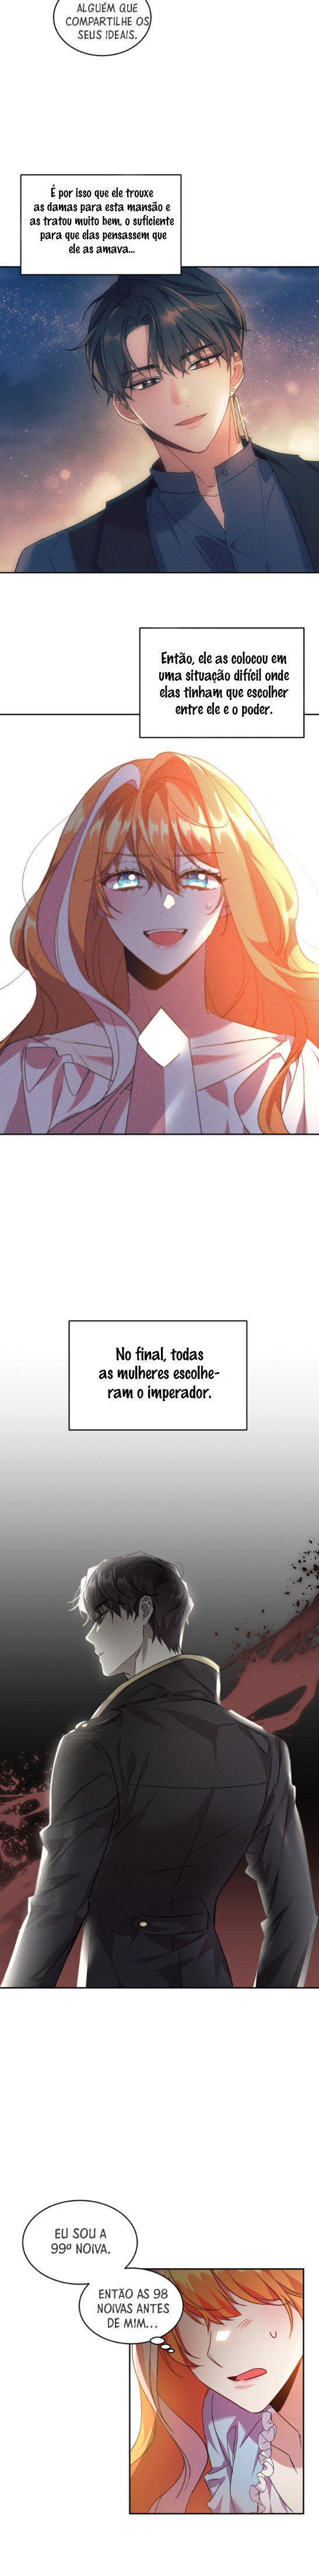 ALGUÉM QUE
COMPARTILHE OS
SEUS IDEAIS.
É por isso que ele trouxe
as damas para esta mansão e
as tratou muito bem, o suficiente
para que elas pensassem que
ele as amava...
Então, ele as colocou em
uma situação difícil onde
elas tinham que escolher
entre ele e o poder.
No final, todas
as mulheres escolhe-
ram o imperador.
EU SOU A
99ª NOIVA.
ENTÃO AS 98
NOIVAS ANTES
DE MIM...